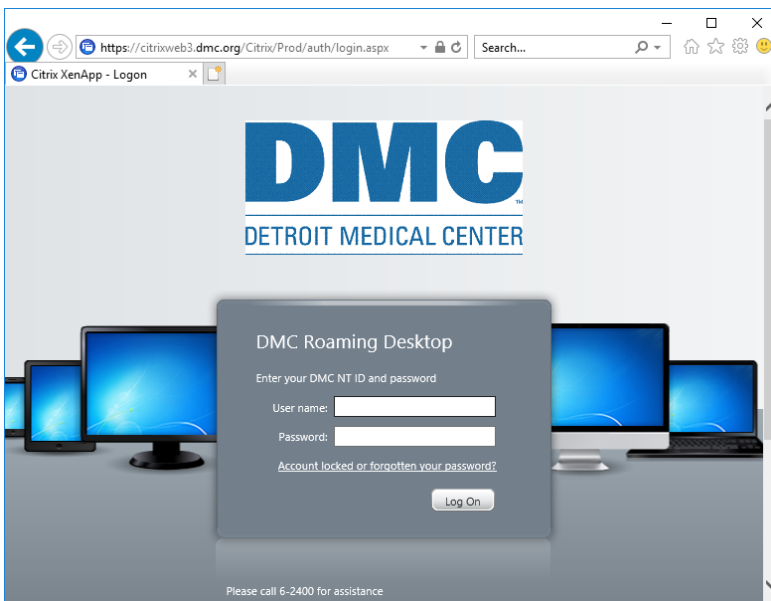 https://citrixweb3.dmc.org/Citrix/Prod/auth/login.aspx
Search...
Citrix XenApp - Logon
DMC™
DETROIT MEDICAL CENTER
DMC Roaming Desktop
Enter your DMC NT ID and password
User name:
Password:
Account locked or forgotten your password?
Log On
Please call 6-2400 for assistance